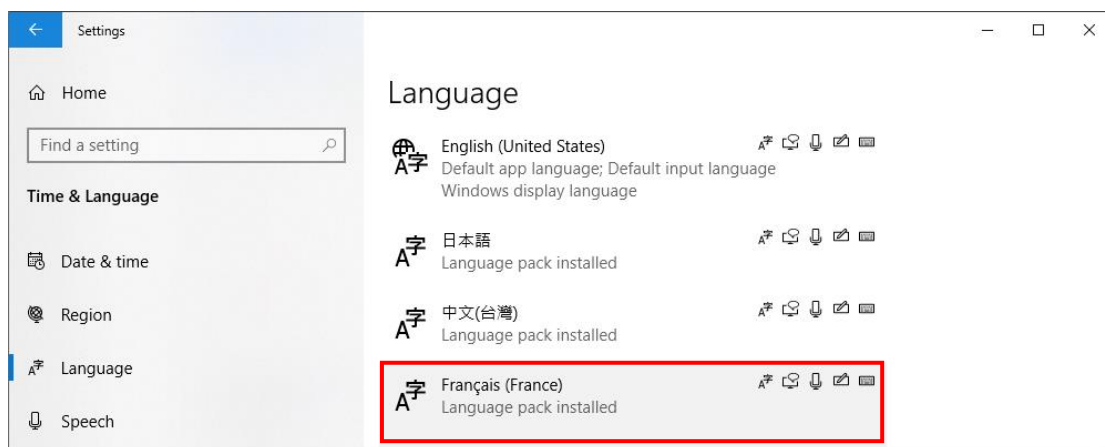 Settings
Home
Find a setting
Time & Language
Date & time
Region
Language
Speech
Language
English (United States)
Default app language; Default input language
Windows display language
日本語
Language pack installed
中文(台灣)
Language pack installed
Français (France)
Language pack installed